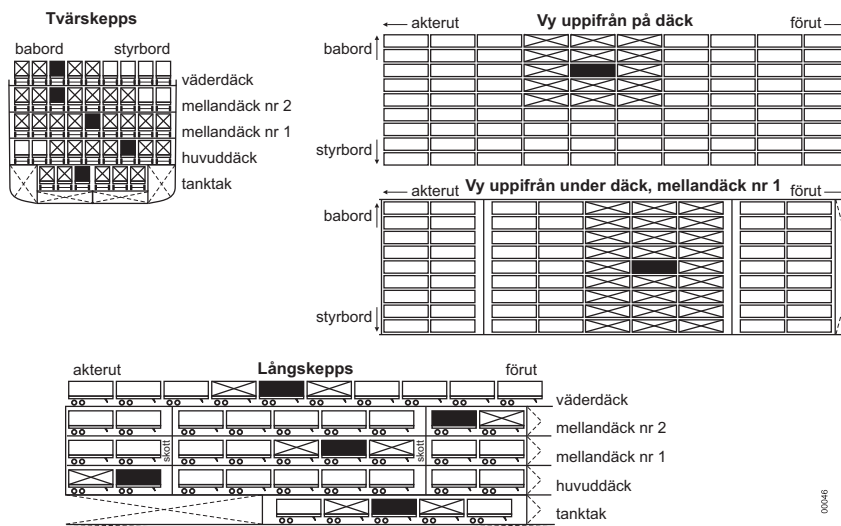 Tvärskepps
babord styrbord
väderdäck
mellandäck nr 2
mellandäck nr 1
huvuddäck
tanktak
Vy uppifrån på däck
akterut förut
babord
styrbord
Vy uppifrån under däck, mellandäck nr 1
akterut förut
babord
styrbord
Långskepps
akterut förut
väderdäck
mellandäck nr 2
mellandäck nr 1
huvuddäck
tanktak
skott
skott
00046